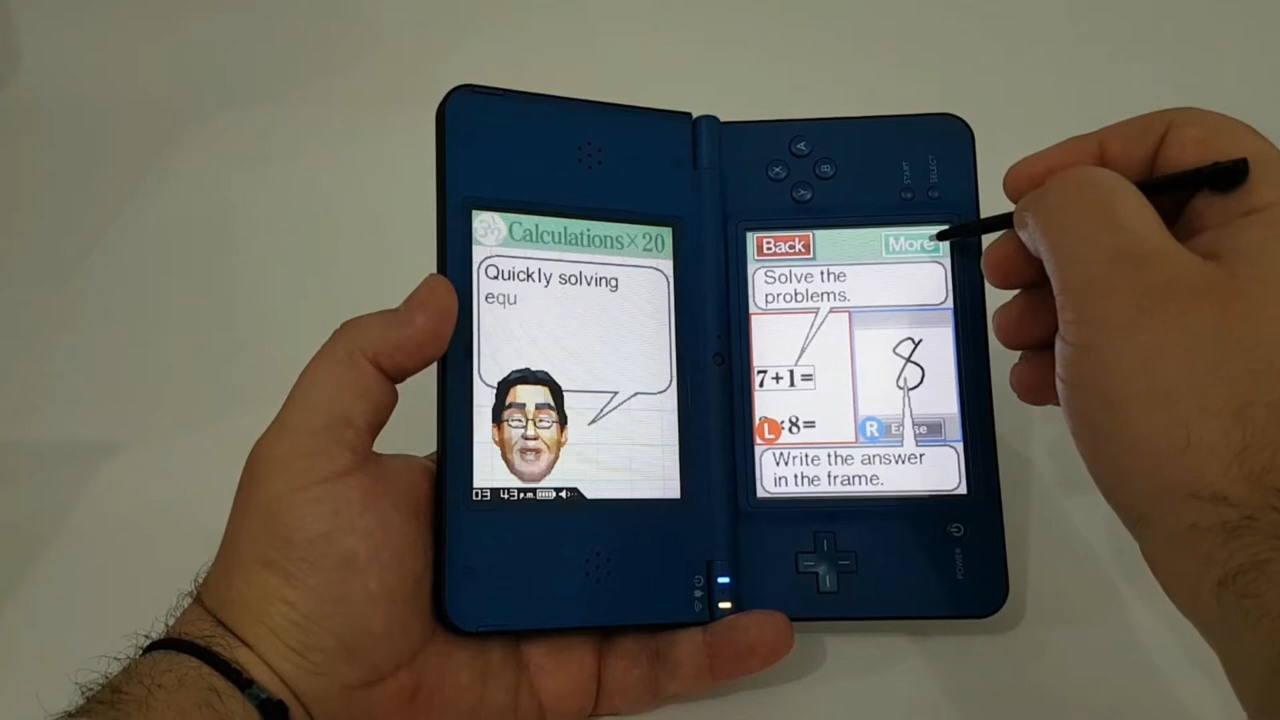 Calculations×20
Quickly solving
equ
03 43 p.m.
Back
More
Solve the
problems.
7+1=
8=
8
L
R
Write the answer
in the frame.
A
X
B
Y
START
SELECT
POWER